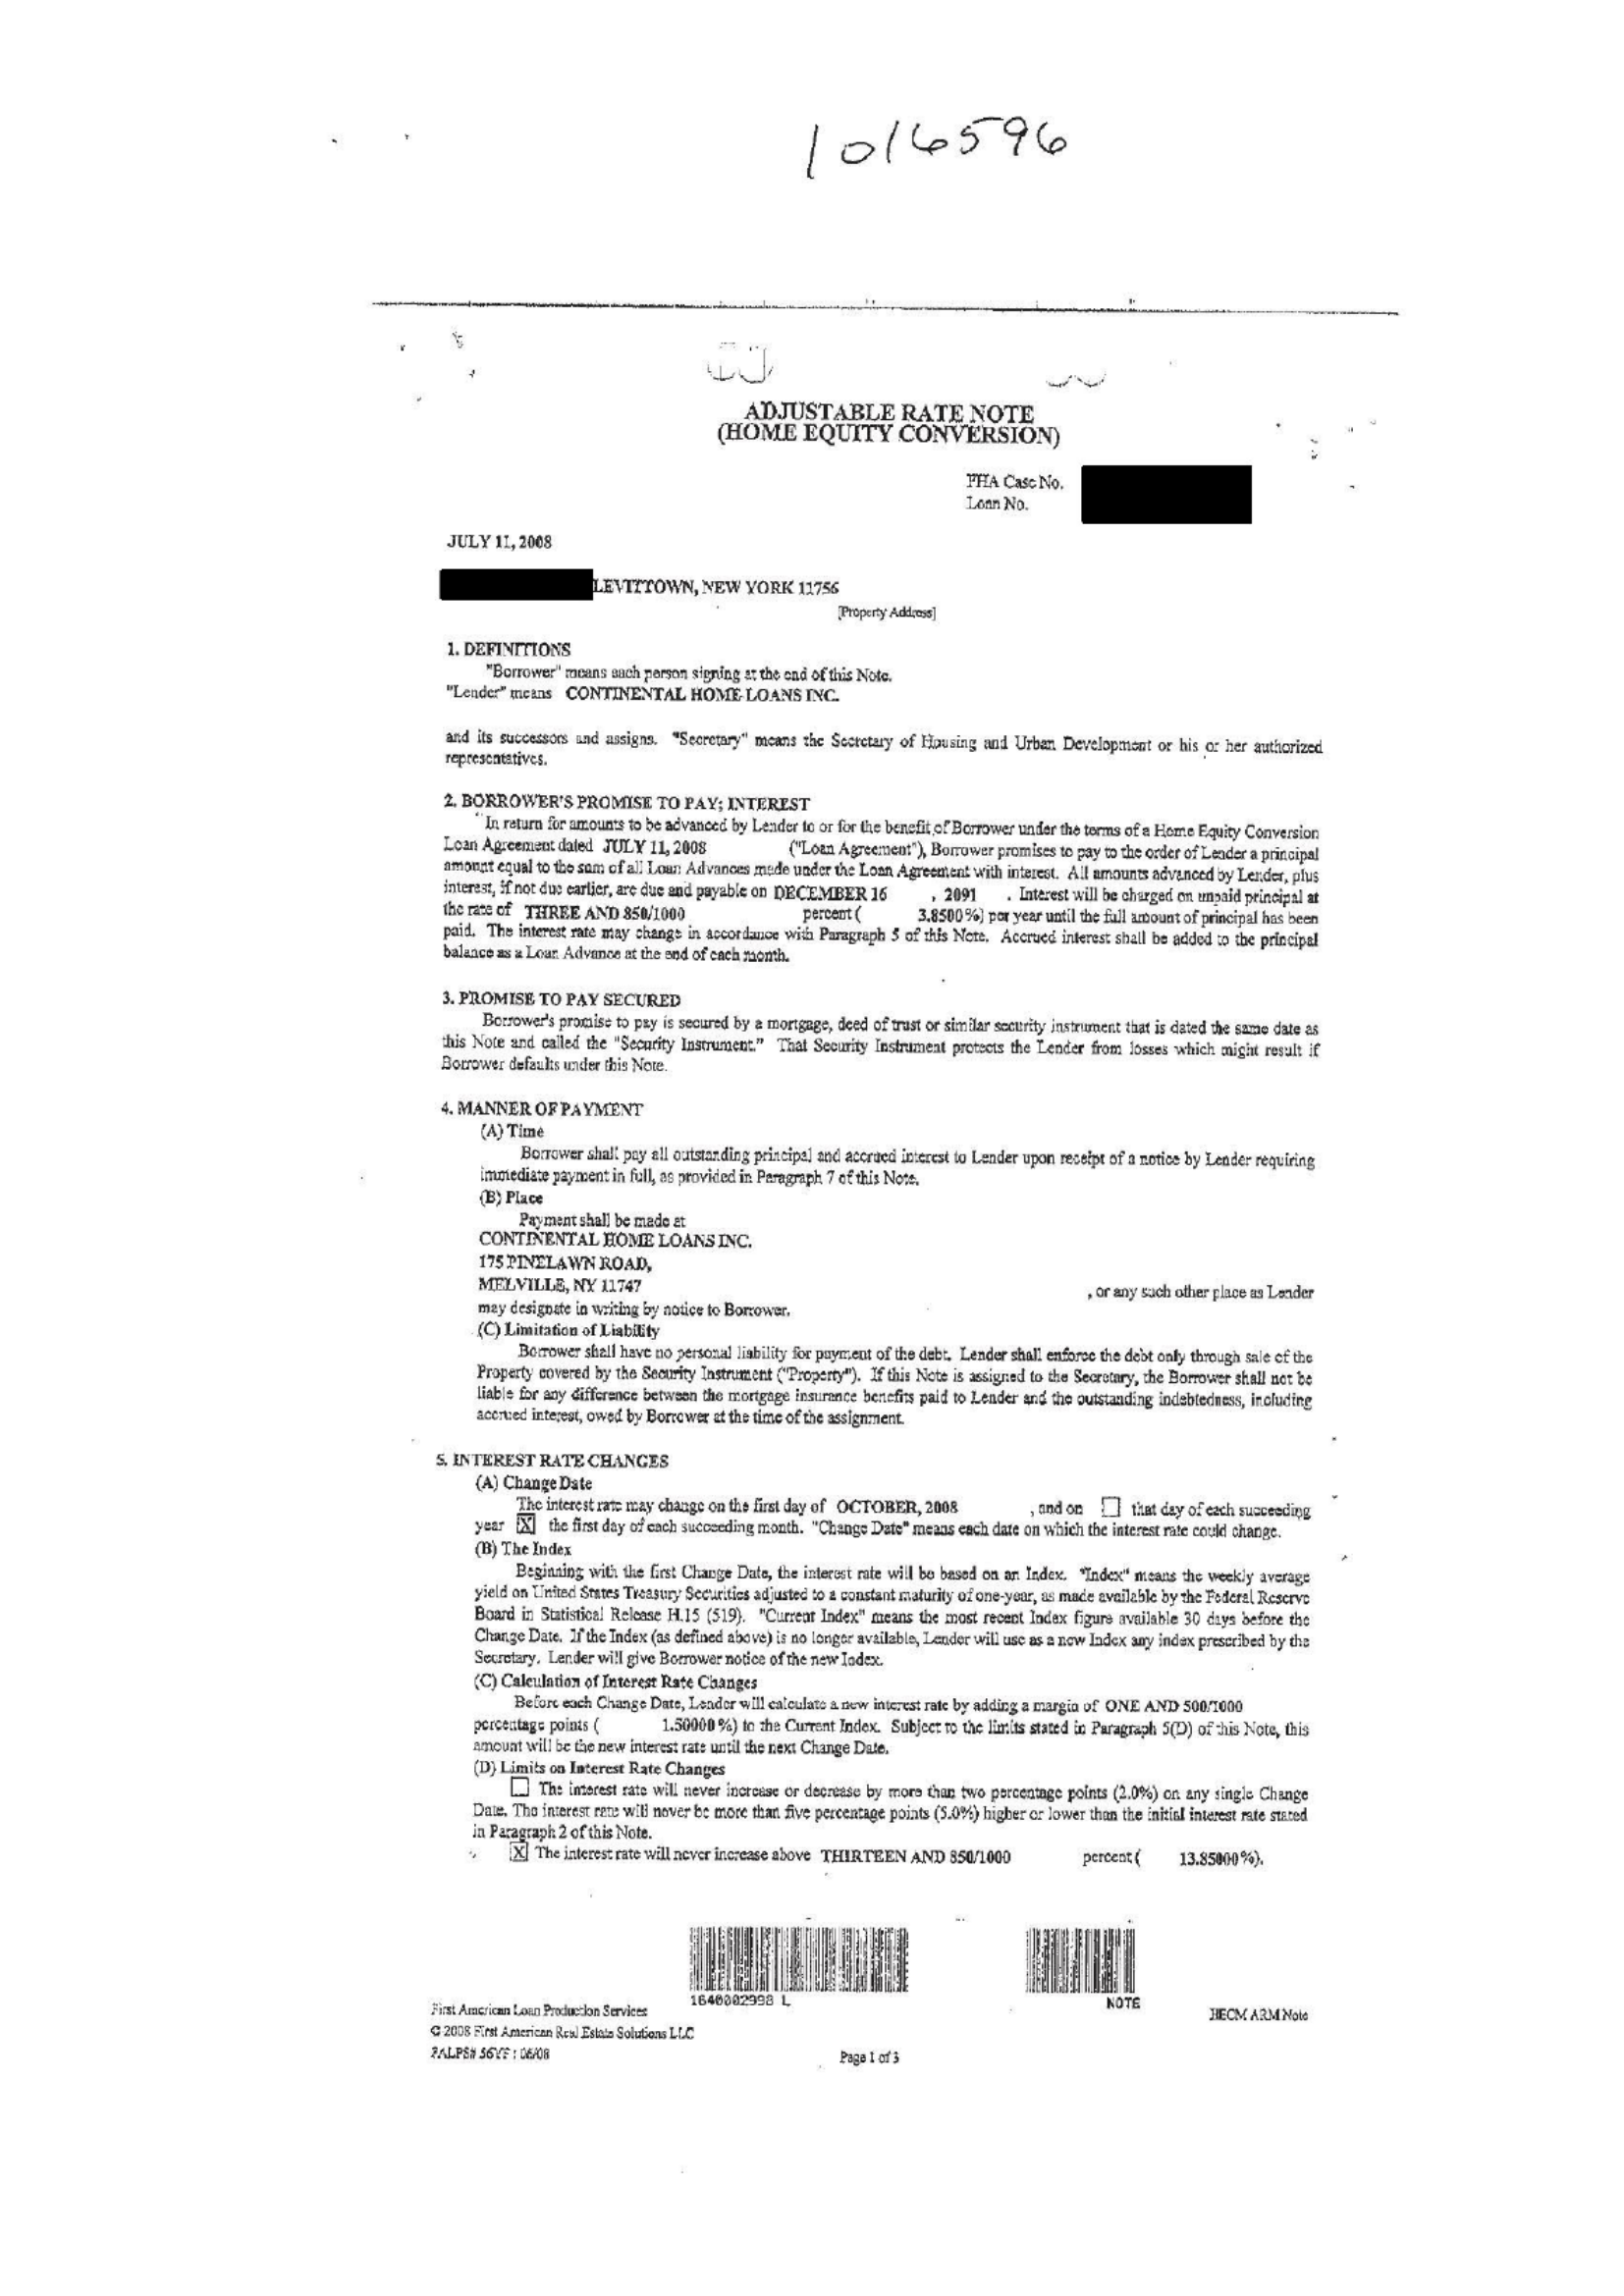 1016596
ADJUSTABLE RATE NOTE
(HOME EQUITY CONVERSION)
FHA Case No.
Loan No.
JULY 11, 2008
LEVITTOWN, NEW YORK 11756
[Property Address]
1. DEFINITIONS
"Borrower" means each person signing at the end of this Note.
"Lender" means CONTINENTAL HOME LOANS INC.
and its successors and assigns. "Secretary" means the Secretary of Housing and Urban Development or his or her authorized
representatives.
2. BORROWER'S PROMISE TO PAY; INTEREST
In return for amounts to be advanced by Lender to or for the benefit of Borrower under the terms of a Home Equity Conversion
Loan Agreement dated JULY 11, 2008 ("Loan Agreement"), Borrower promises to pay to the order of Lender a principal
amount equal to the sum of all Loan Advances made under the Loan Agreement with interest. All amounts advanced by Lender, plus
interest, if not due earlier, are due and payable on DECEMBER 16 , 2091 . Interest will be charged on unpaid principal at
the rate of THREE AND 850/1000 percent ( 3.8500 %) per year until the full amount of principal has been
paid. The interest rate may change in accordance with Paragraph 5 of this Note. Accrued interest shall be added to the principal
balance as a Loan Advance at the end of each month.
3. PROMISE TO PAY SECURED
Borrower's promise to pay is secured by a mortgage, deed of trust or similar security instrument that is dated the same date as
this Note and called the "Security Instrument." That Security Instrument protects the Lender from losses which might result if
Borrower defaults under this Note.
4. MANNER OF PAYMENT
(A) Time
Borrower shall pay all outstanding principal and accrued interest to Lender upon receipt of a notice by Lender requiring
immediate payment in full, as provided in Paragraph 7 of this Note.
(B) Place
Payment shall be made at
CONTINENTAL HOME LOANS INC.
175 PINELAWN ROAD,
MELVILLE, NY 11747 , or any such other place as Lender
may designate in writing by notice to Borrower.
(C) Limitation of Liability
Borrower shall have no personal liability for payment of the debt. Lender shall enforce the debt only through sale of the
Property covered by the Security Instrument ("Property"). If this Note is assigned to the Secretary, the Borrower shall not be
liable for any difference between the mortgage insurance benefits paid to Lender and the outstanding indebtedness, including
accrued interest, owed by Borrower at the time of the assignment.
5. INTEREST RATE CHANGES
(A) Change Date
The interest rate may change on the first day of OCTOBER, 2008 , and on ☐ that day of each succeeding
year [X] the first day of each succeeding month. "Change Date" means each date on which the interest rate could change.
(B) The Index
Beginning with the first Change Date, the interest rate will be based on an Index. "Index" means the weekly average
yield on United States Treasury Securities adjusted to a constant maturity of one-year, as made available by the Federal Reserve
Board in Statistical Release H.15 (519). "Current Index" means the most recent Index figure available 30 days before the
Change Date. If the Index (as defined above) is no longer available, Lender will use as a new Index any index prescribed by the
Secretary. Lender will give Borrower notice of the new Index.
(C) Calculation of Interest Rate Changes
Before each Change Date, Lender will calculate a new interest rate by adding a margin of ONE AND 500/1000
percentage points ( 1.50000 %) to the Current Index. Subject to the limits stated in Paragraph 5(D) of this Note, this
amount will be the new interest rate until the next Change Date.
(D) Limits on Interest Rate Changes
☐ The interest rate will never increase or decrease by more than two percentage points (2.0%) on any single Change
Date. The interest rate will never be more than five percentage points (5.0%) higher or lower than the initial interest rate stated
in Paragraph 2 of this Note.
[X] The interest rate will never increase above THIRTEEN AND 850/1000 percent ( 13.85000 %).
1640002998 L
NOTE
First American Loan Production Services
© 2008 First American Real Estate Solutions LLC
HECM ARM Note
FALPS# 56YF : 06/08
Page 1 of 3